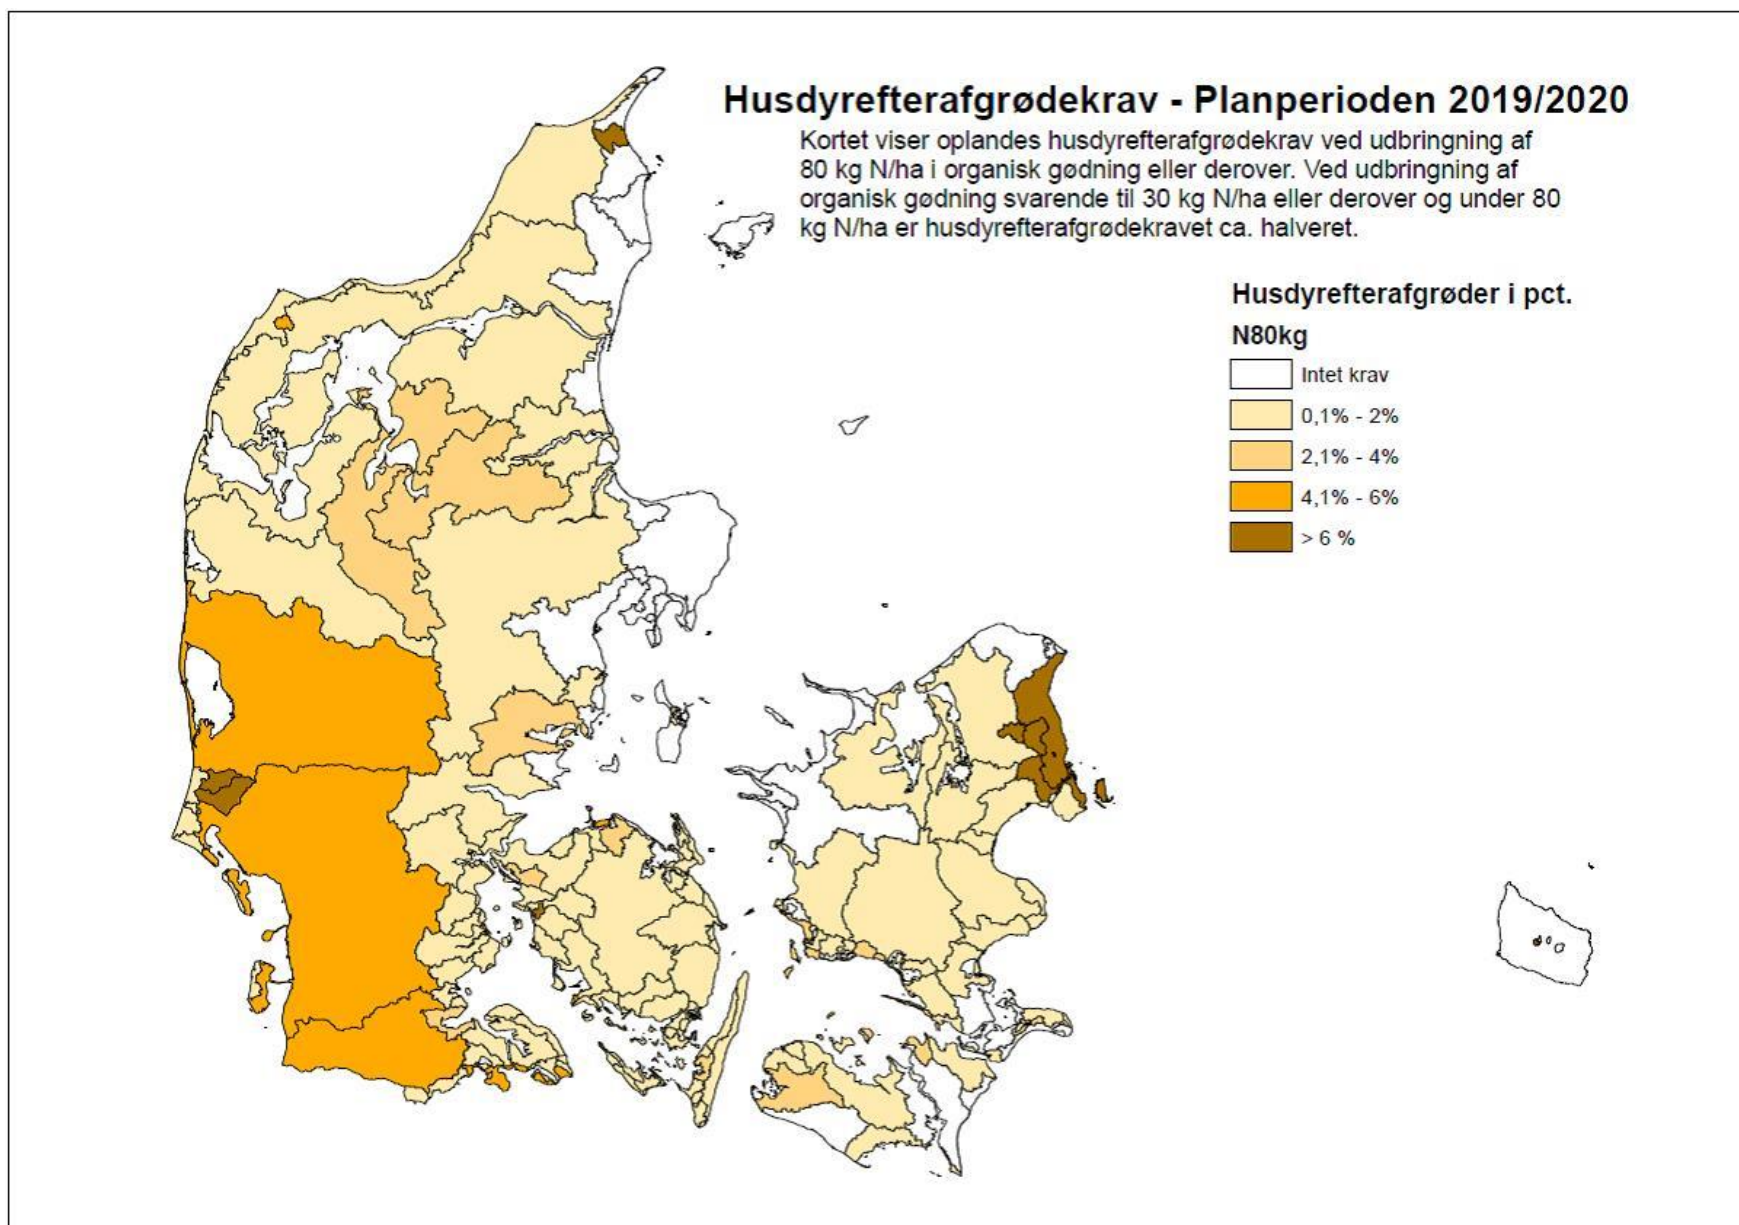 Husdyrefterafgrødekrav - Planperioden 2019/2020
Kortet viser oplandes husdyrefterafgrødekrav ved udbringning af
80 kg N/ha i organisk gødning eller derover. Ved udbringning af
organisk gødning svarende til 30 kg N/ha eller derover og under 80
kg N/ha er husdyrefterafgrødekravet ca. halveret.
Husdyrefterafgrøder i pct.
N80kg
Intet krav
0,1% - 2%
2,1% - 4%
4,1% - 6%
> 6 %